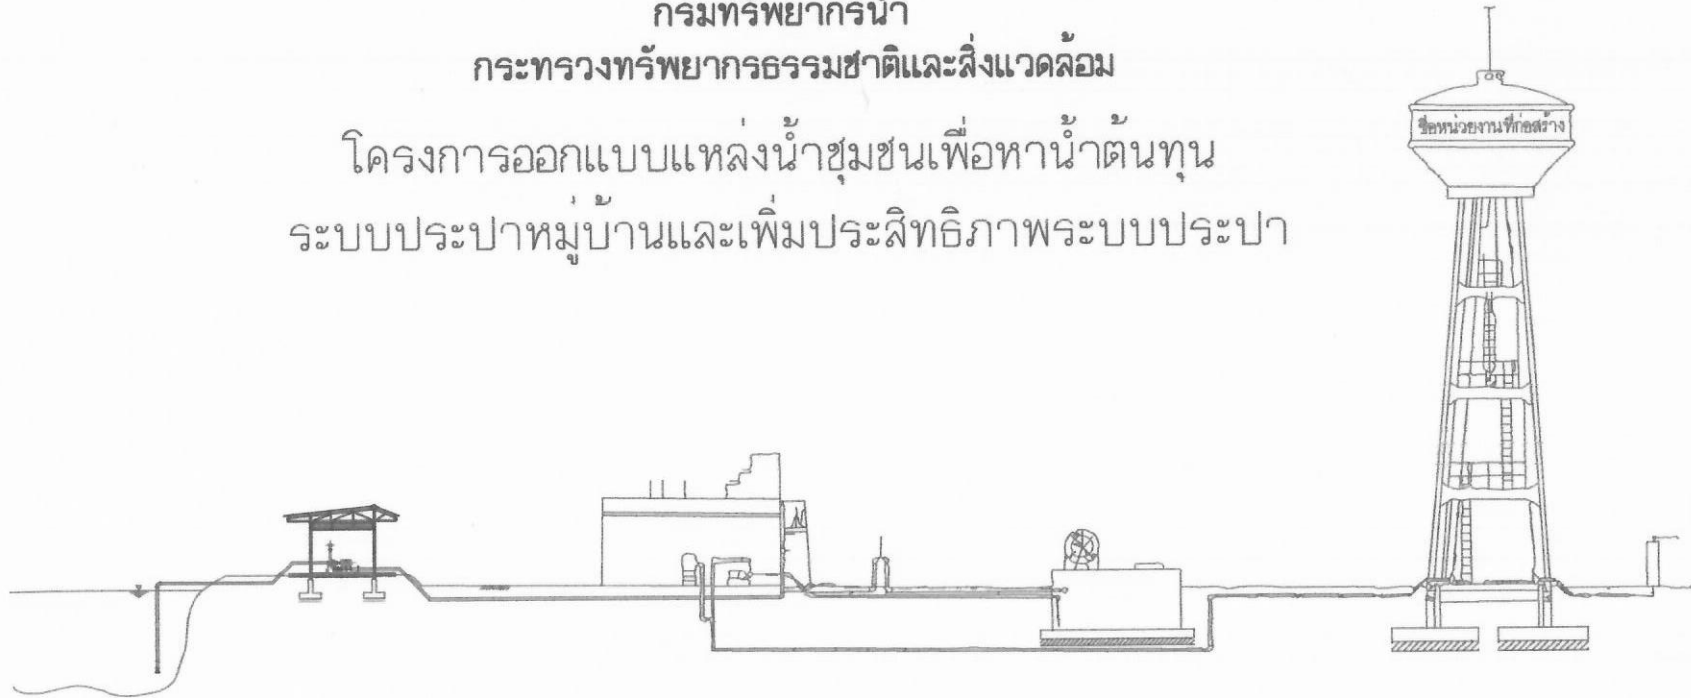 กรมทรัพยากรน้ำ
กระทรวงทรัพยากรธรรมชาติและสิ่งแวดล้อม
โครงการออกแบบแหล่งน้ำชุมชนเพื่อหาน้ำต้นทุน
ระบบประปาหมู่บ้านและเพิ่มประสิทธิภาพระบบประปา
ชื่อหน่วยงานที่ก่อสร้าง